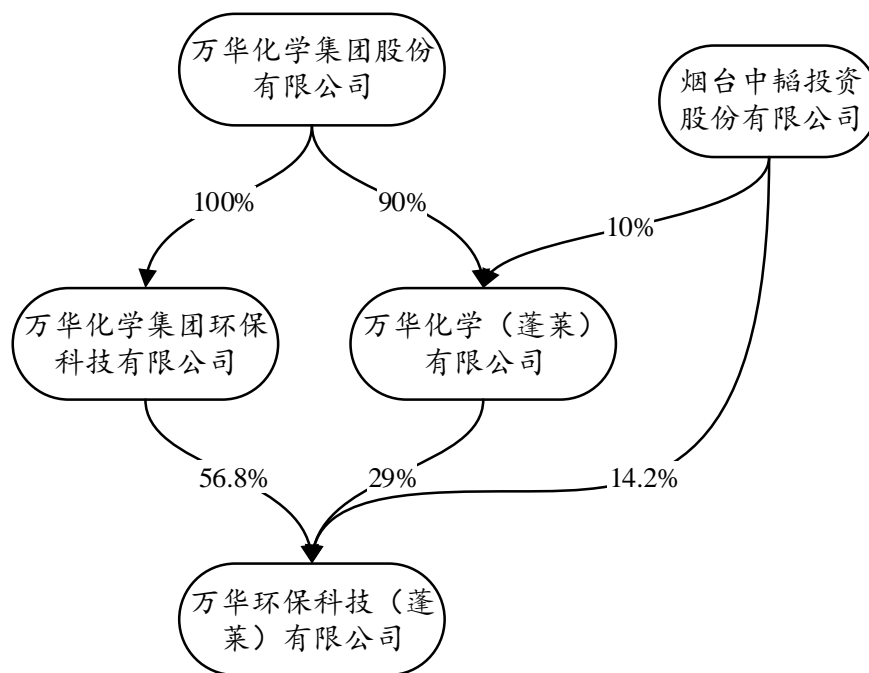 万华化学集团股份
有限公司
烟台中韬投资
股份有限公司
100%
90%
10%
万华化学集团环保
科技有限公司
万华化学（蓬莱）
有限公司
56.8%
29%
14.2%
万华环保科技（蓬
莱）有限公司